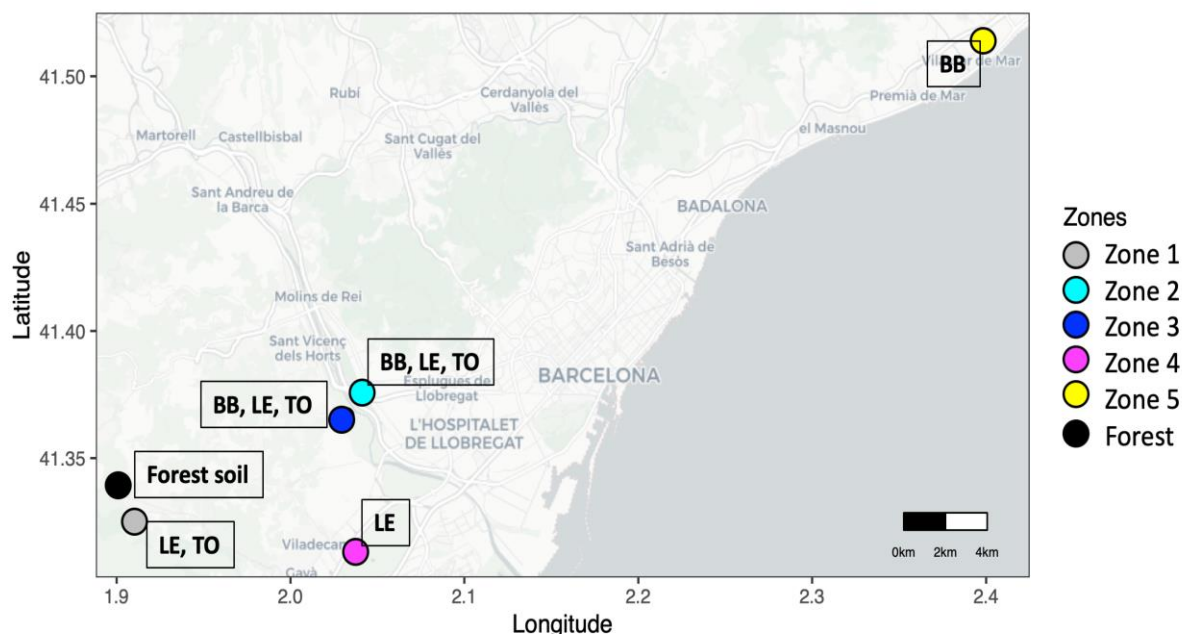 41.50
41.45
41.40
41.35
Latitude
1.9
2.0
2.1
2.2
2.3
2.4
Longitude
Martorell
Castellbisbal
Rubí
Sant Cugat del
Vallès
Cerdanyola del
Vallès
Sant Andreu de
la Barca
Molins de Rei
Sant Vicenç
dels Horts
BADALONA
Sant Adrià de
Besòs
el Masnou
Premià de Mar
BB
BB, LE, TO
Esplugues de
Llobregat
BARCELONA
BB, LE, TO
L'HOSPITALET
DE LLOBREGAT
Forest soil
LE, TO
LE
Gavà
0km 2km 4km
Zones
Zone 1
Zone 2
Zone 3
Zone 4
Zone 5
Forest